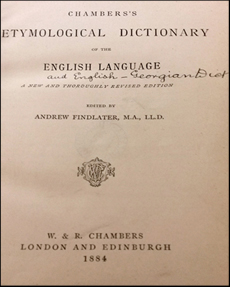 CHAMBERS'S
ETYMOLOGICAL DICTIONARY
OF THE
ENGLISH LANGUAGE
and English - Georgian Dict
A NEW AND THOROUGHLY REVISED EDITION
EDITED BY
ANDREW FINDLATER, M.A., LL.D.
W. & R. CHAMBERS
LONDON AND EDINBURGH
1884